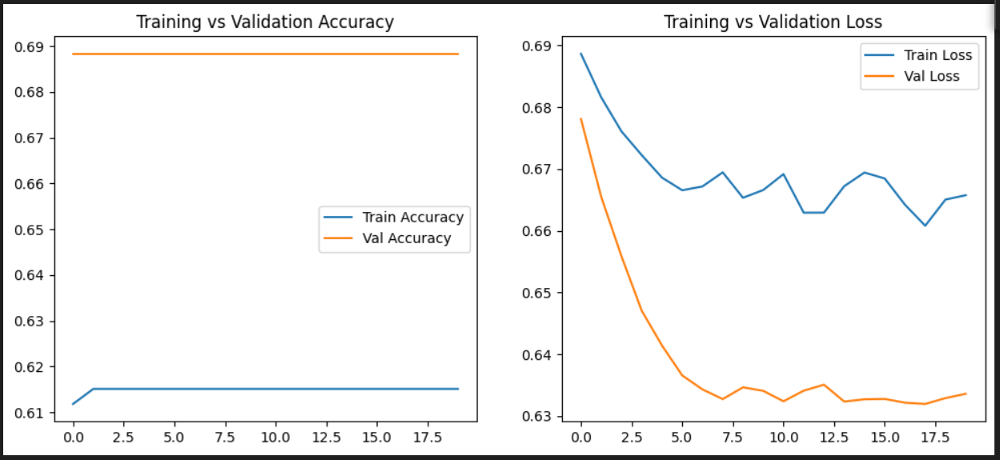 Training vs Validation Accuracy
0.69
0.68
0.67
0.66
0.65
0.64
0.63
0.62
0.61
Train Accuracy
Val Accuracy
0.0 2.5 5.0 7.5 10.0 12.5 15.0 17.5
Training vs Validation Loss
0.69
0.68
0.67
0.66
0.65
0.64
0.63
Train Loss
Val Loss
0.0 2.5 5.0 7.5 10.0 12.5 15.0 17.5